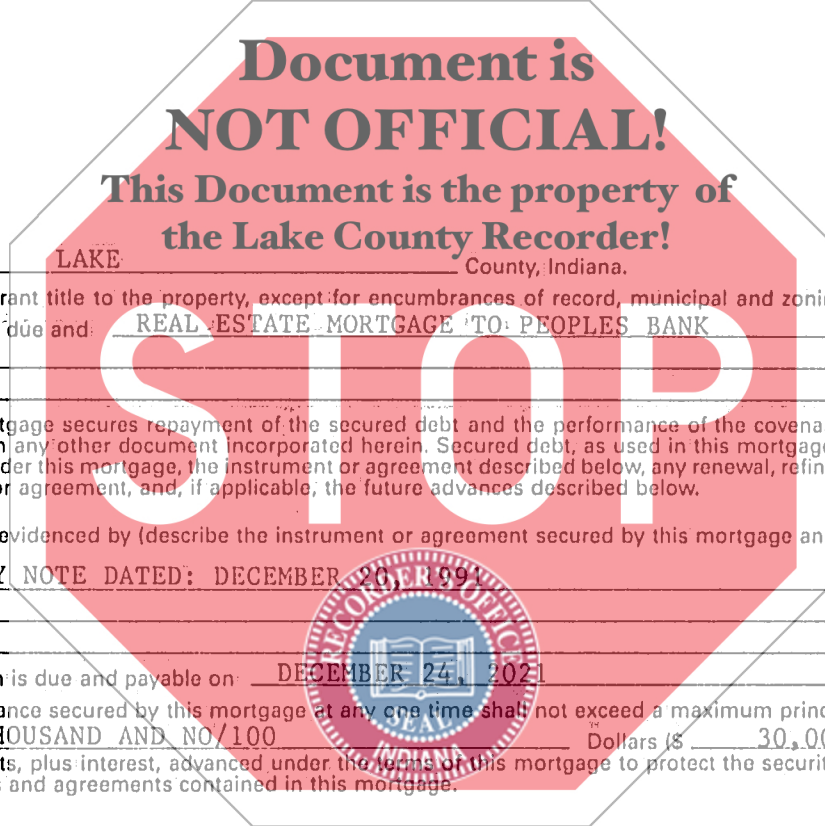 Document is
NOT OFFICIAL!
This Document is the property of
the Lake County Recorder!
LAKE County, Indiana.
rant title to the property, except for encumbrances of record, municipal and zoni
due and REAL ESTATE MORTGAGE TO PEOPLES BANK
STOP
tgage secures repayment of the secured debt and the performance of the covena
n any other document incorporated herein. Secured debt, as used in this mortgag
der this mortgage, the instrument or agreement described below, any renewal, refin
or agreement, and, if applicable, the future advances described below.
evidenced by (describe the instrument or agreement secured by this mortgage an
Y NOTE DATED: DECEMBER 20, 1991
RECORDER'S OFFICE
SEAL
INDIANA
h is due and payable on DECEMBER 24, 2021
ance secured by this mortgage at any one time shall not exceed a maximum princ
HOUSAND AND NO/100 Dollars ($ 30,00
ts, plus interest, advanced under the terms of this mortgage to protect the securit
s and agreements contained in this mortgage.